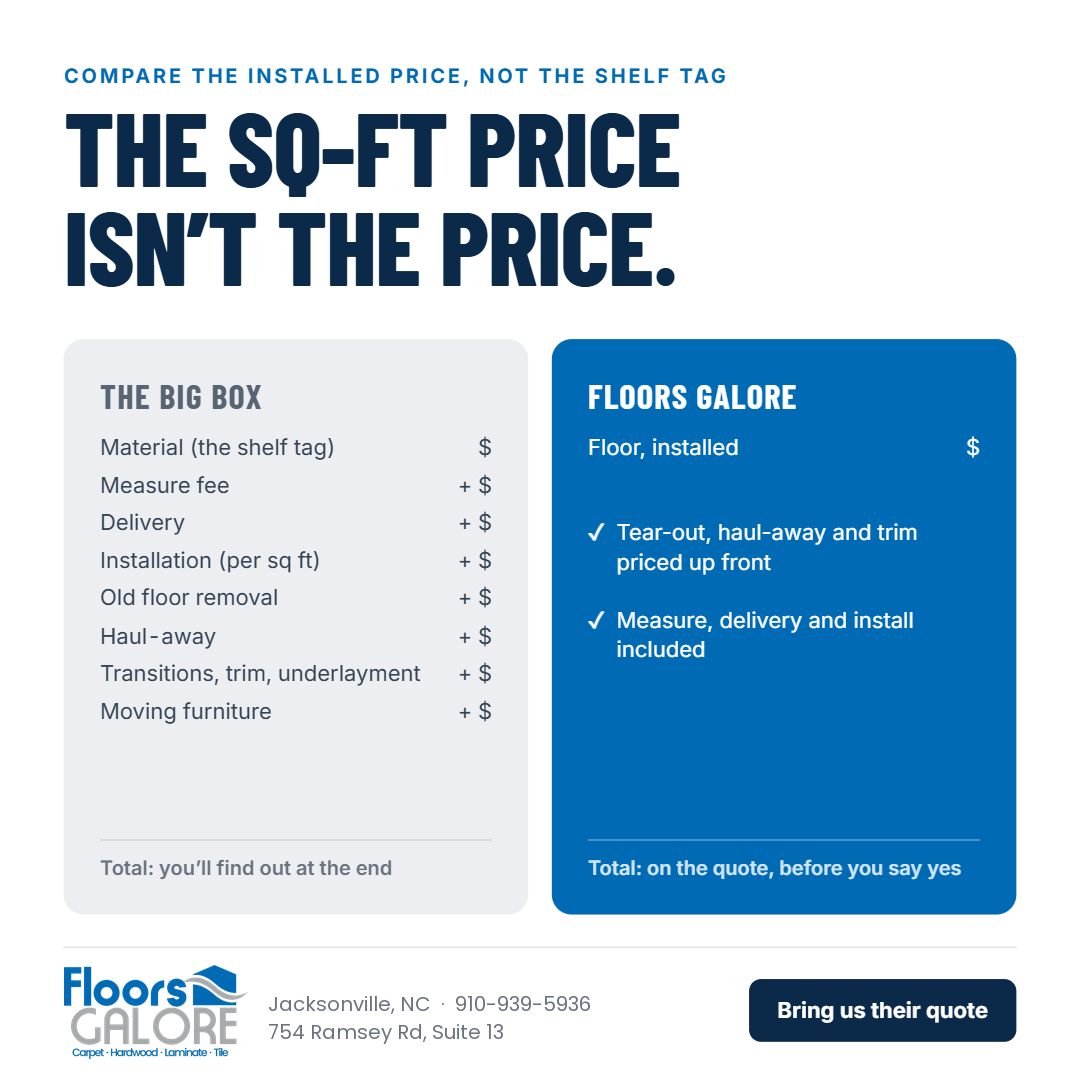 COMPARE THE INSTALLED PRICE, NOT THE SHELF TAG
THE SQ-FT PRICE
ISN’T THE PRICE.
THE BIG BOX
Material (the shelf tag) $
Measure fee + $
Delivery + $
Installation (per sq ft) + $
Old floor removal + $
Haul-away + $
Transitions, trim, underlayment + $
Moving furniture + $
Total: you’ll find out at the end
FLOORS GALORE
Floor, installed $
✓ Tear-out, haul-away and trim
priced up front
✓ Measure, delivery and install
included
Total: on the quote, before you say yes
Floors
GALORE
Carpet · Hardwood · Laminate · Tile
Jacksonville, NC · 910-939-5936
754 Ramsey Rd, Suite 13
Bring us their quote